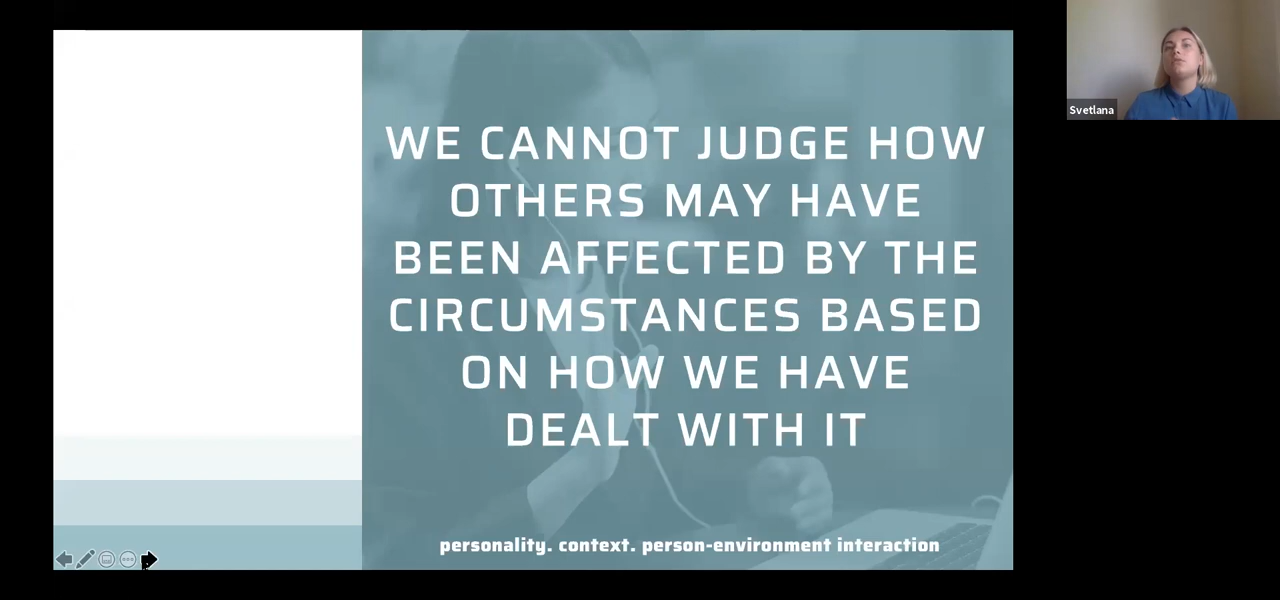 WE CANNOT JUDGE HOW
OTHERS MAY HAVE
BEEN AFFECTED BY THE
CIRCUMSTANCES BASED
ON HOW WE HAVE
DEALT WITH IT
personality. context. person-environment interaction
Svetlana